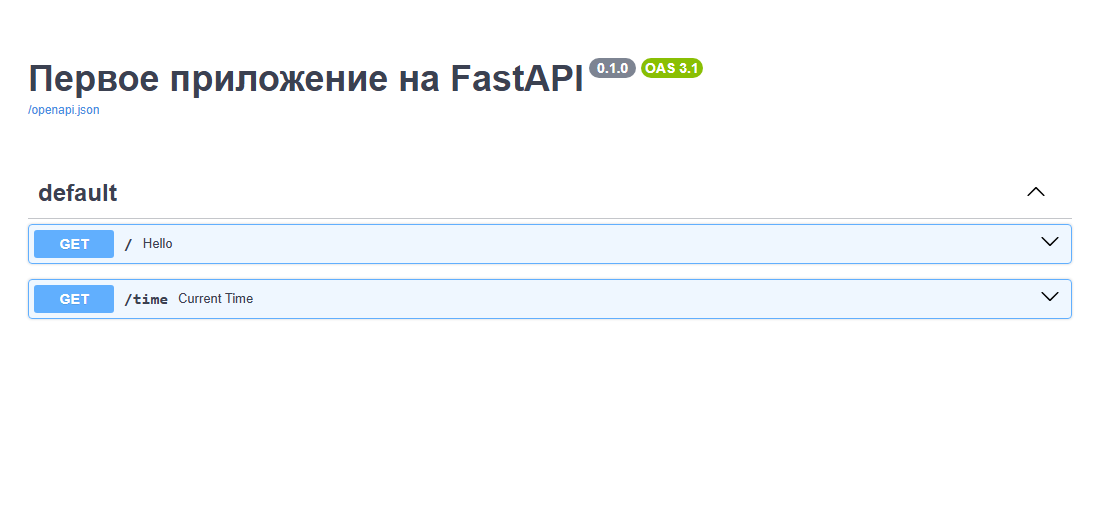 Первое приложение на FastAPI 0.1.0 OAS 3.1
/openapi.json
default
GET / Hello
GET /time Current Time